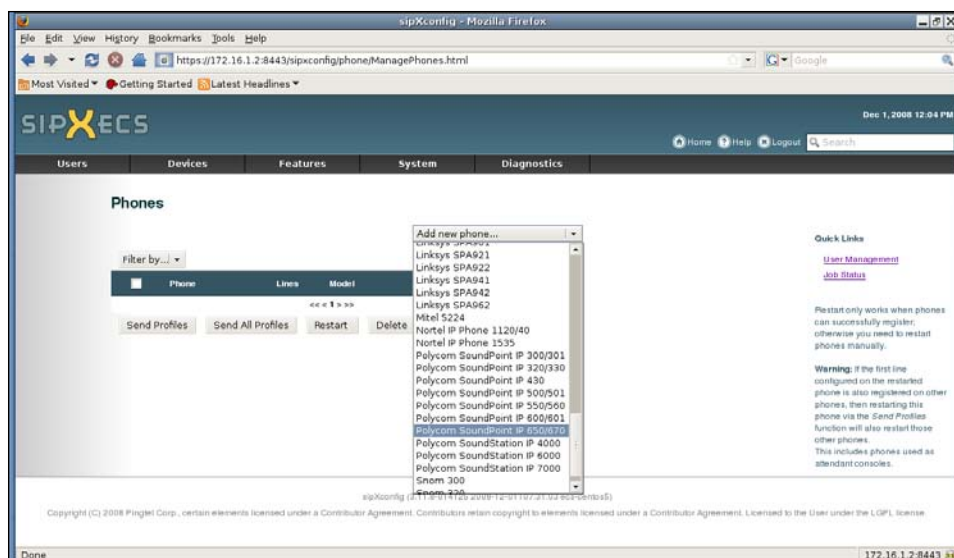 sipXconfig - Mozilla Firefox
File Edit View History Bookmarks Tools Help
https://172.16.1.2:8443/sipxconfig/phone/ManagePhones.html
Google
Most Visited Getting Started Latest Headlines
SIPXECS
Dec 1, 2008 12:04 PM
Home Help Logout Search
Users Devices Features System Diagnostics
Phones
Add new phone...
Linksys SPA901
Linksys SPA921
Linksys SPA922
Linksys SPA941
Linksys SPA942
Linksys SPA962
Mitel 5224
Nortel IP Phone 1120/40
Nortel IP Phone 1535
Polycom SoundPoint IP 300/301
Polycom SoundPoint IP 320/330
Polycom SoundPoint IP 430
Polycom SoundPoint IP 500/501
Polycom SoundPoint IP 550/560
Polycom SoundPoint IP 600/601
Polycom SoundPoint IP 650/670
Polycom SoundStation IP 4000
Polycom SoundStation IP 6000
Polycom SoundStation IP 7000
Snom 300
Snom 320
Filter by...
Phone Lines Model
<< < 1 > >>
Send Profiles Send All Profiles Restart Delete
Quick Links
User Management
Job Status
Restart only works when phones
can successfully register,
otherwise you need to restart
phones manually.
Warning: If the first line
configured on the restarted
phone is also registered on other
phones, then restarting this
phone via the Send Profiles
function will also restart those
other phones.
This includes phones used as
attendant consoles.
sipXconfig
Copyright (C) 2008 Pingtel Corp., certain elements licensed under a Contributor Agreement. Contributors retain copyright to elements licensed under a Contributor Agreement. Licensed to the User under the LGPL license
Done
172.16.1.2:8443